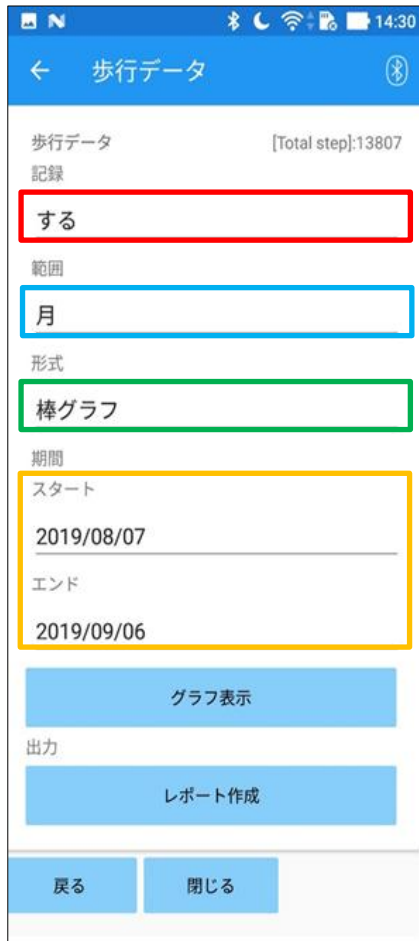 14:30
歩行データ
歩行データ [Total step]:13807
記録
する
範囲
月
形式
棒グラフ
期間
スタート
2019/08/07
エンド
2019/09/06
グラフ表示
出力
レポート作成
戻る 閉じる